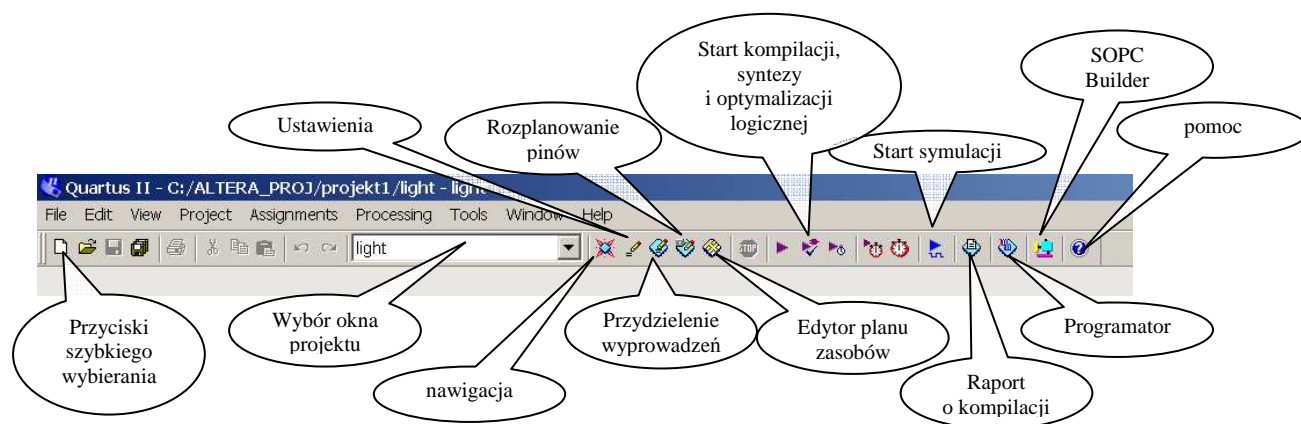 Start kompilacji,
syntezy
i optymalizacji
logicznej
SOPC
Builder
Ustawienia
Rozplanowanie
pinów
Start symulacji
pomoc
Quartus II - C:/ALTERA_PROJ/projekt1/light - light
File Edit View Project Assignments Processing Tools Window Help
light
STOP
Przyciski
szybkiego
wybierania
Wybór okna
projektu
nawigacja
Przydzielenie
wyprowadzeń
Edytor planu
zasobów
Programator
Raport
o kompilacji